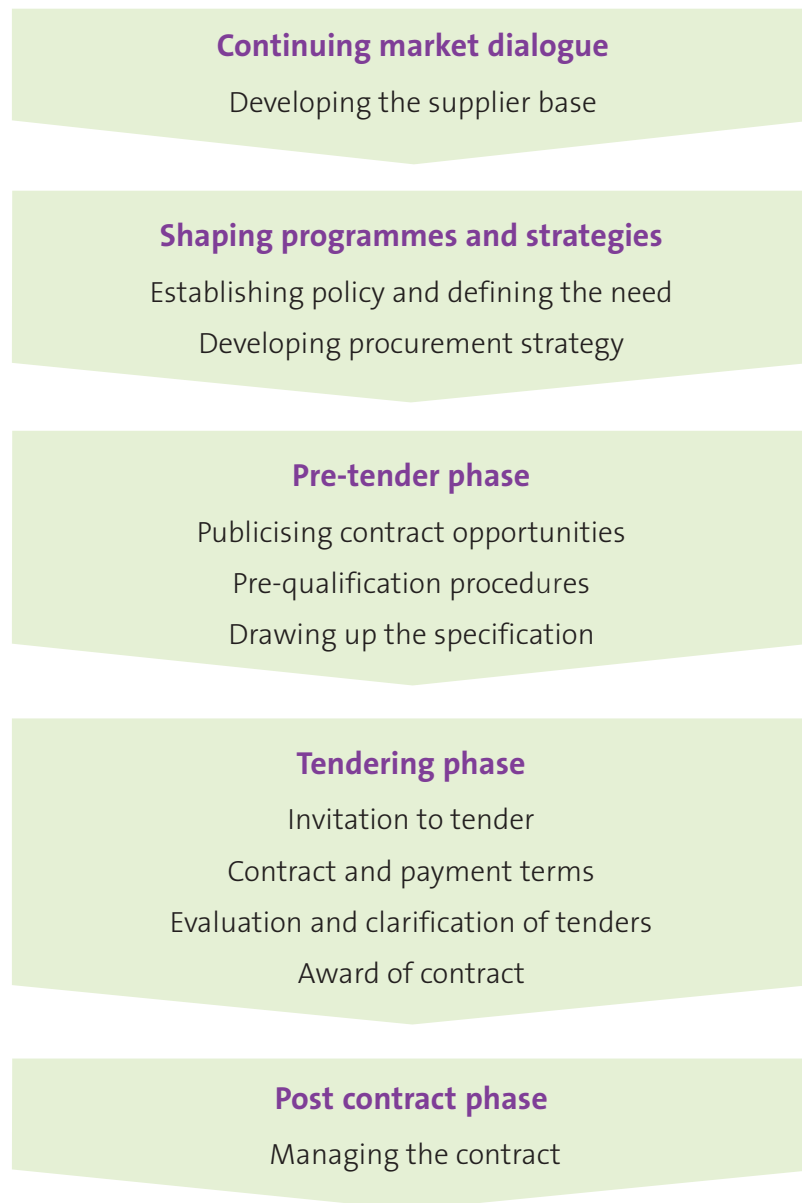 Continuing market dialogue
Developing the supplier base
Shaping programmes and strategies
Establishing policy and defining the need
Developing procurement strategy
Pre-tender phase
Publicising contract opportunities
Pre-qualification procedures
Drawing up the specification
Tendering phase
Invitation to tender
Contract and payment terms
Evaluation and clarification of tenders
Award of contract
Post contract phase
Managing the contract